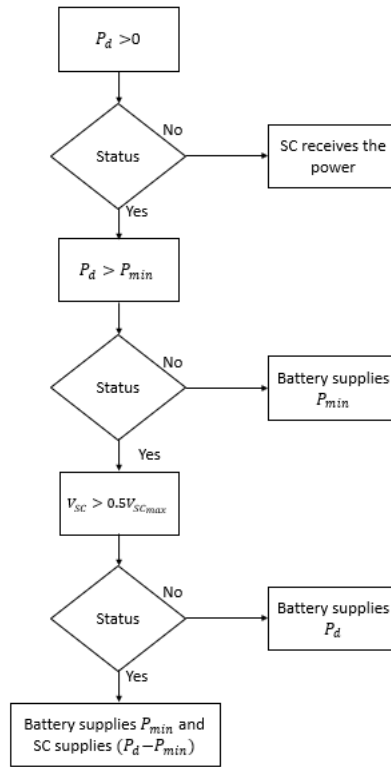 P_d >0
No
Status
SC receives the
power
Yes
P_d > P_min
No
Status
Battery supplies
P_min
Yes
V_SC > 0.5V_SC_max
No
Status
Battery supplies
P_d
Yes
Battery supplies P_min and
SC supplies (P_d−P_min)